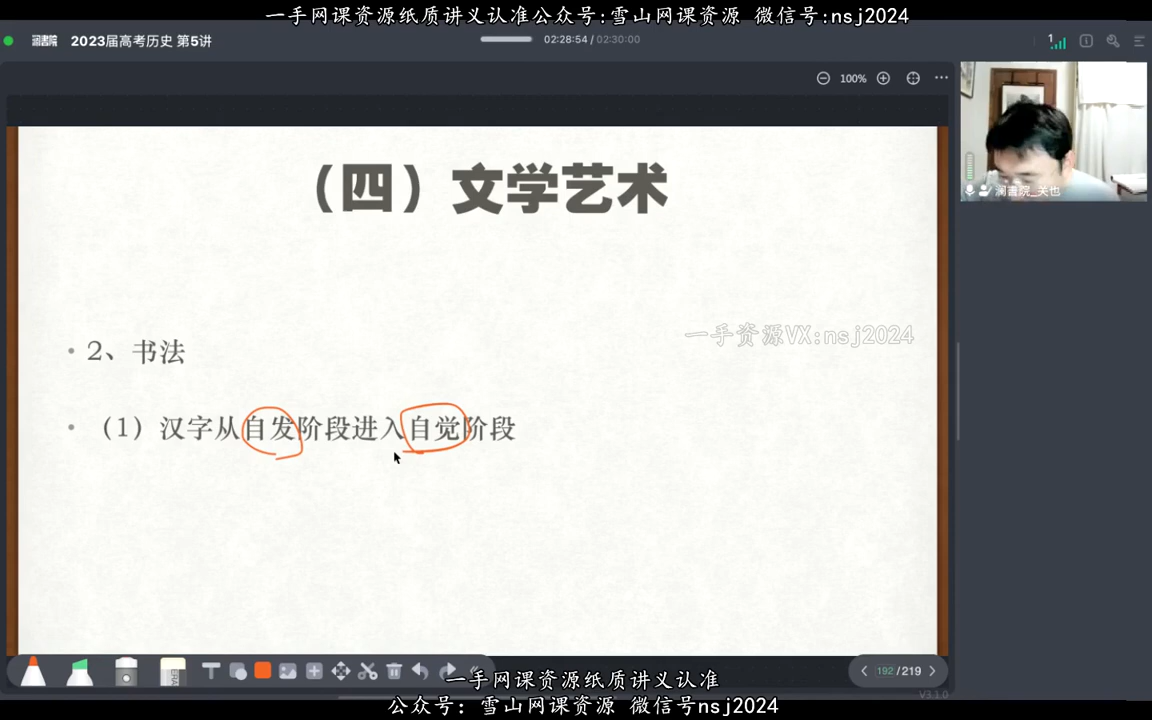 一手网课资源纸质讲义认准公众号:雪山网课资源 微信号:nsj2024
2023届高考历史 第5讲
02:28:54 / 02:30:00
1
100%
（四）文学艺术
澜書院_关也
一手资源VX:nsj2024
• 2、书法
• （1）汉字从自发阶段进入自觉阶段
192/219
一手网课资源纸质讲义认准
公众号: 雪山网课资源 微信号nsj2024
V3.1.0